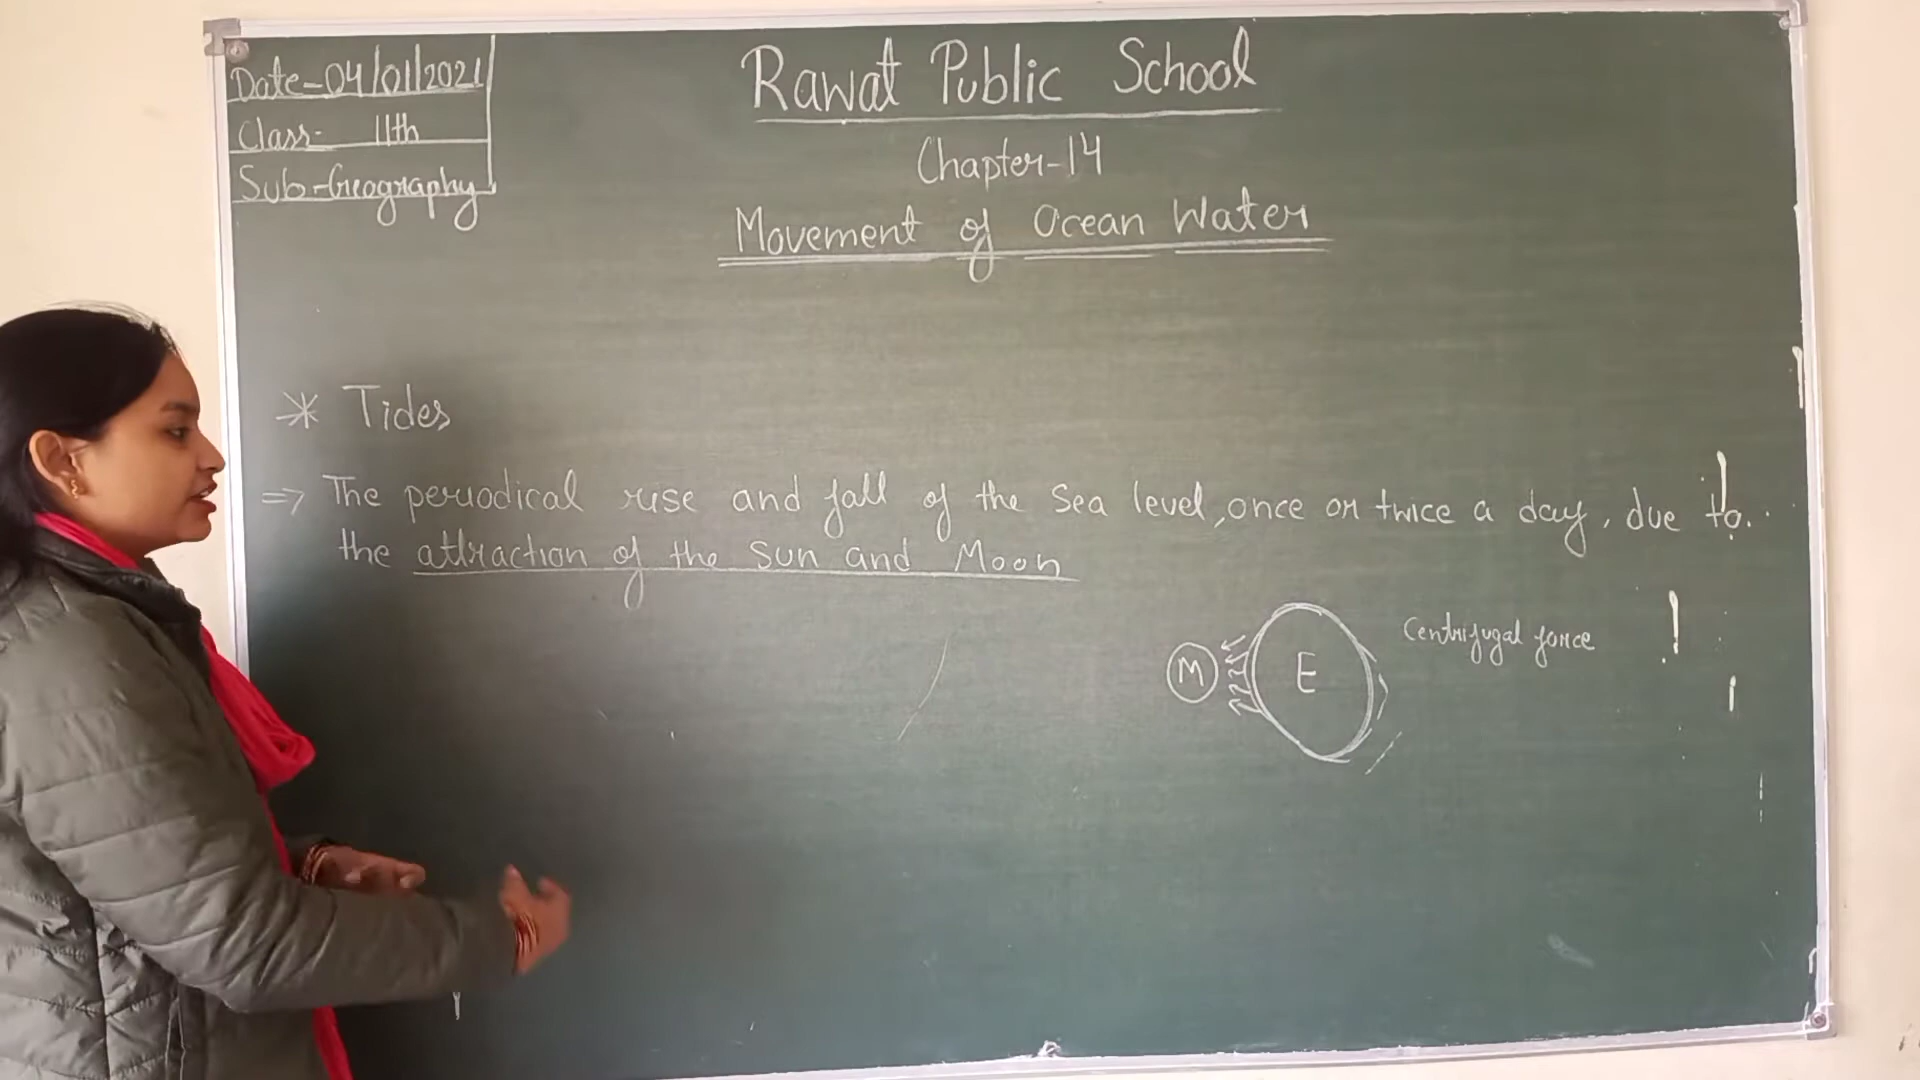 Date-04/01/2021
Class- 11th
Sub-Geography
Rawat Public School
Chapter-14
Movement of Ocean Water
* Tides
⇒ The periodical rise and fall of the Sea level, once or twice a day, due to
the attraction of the Sun and Moon
Centrifugal force
M
E